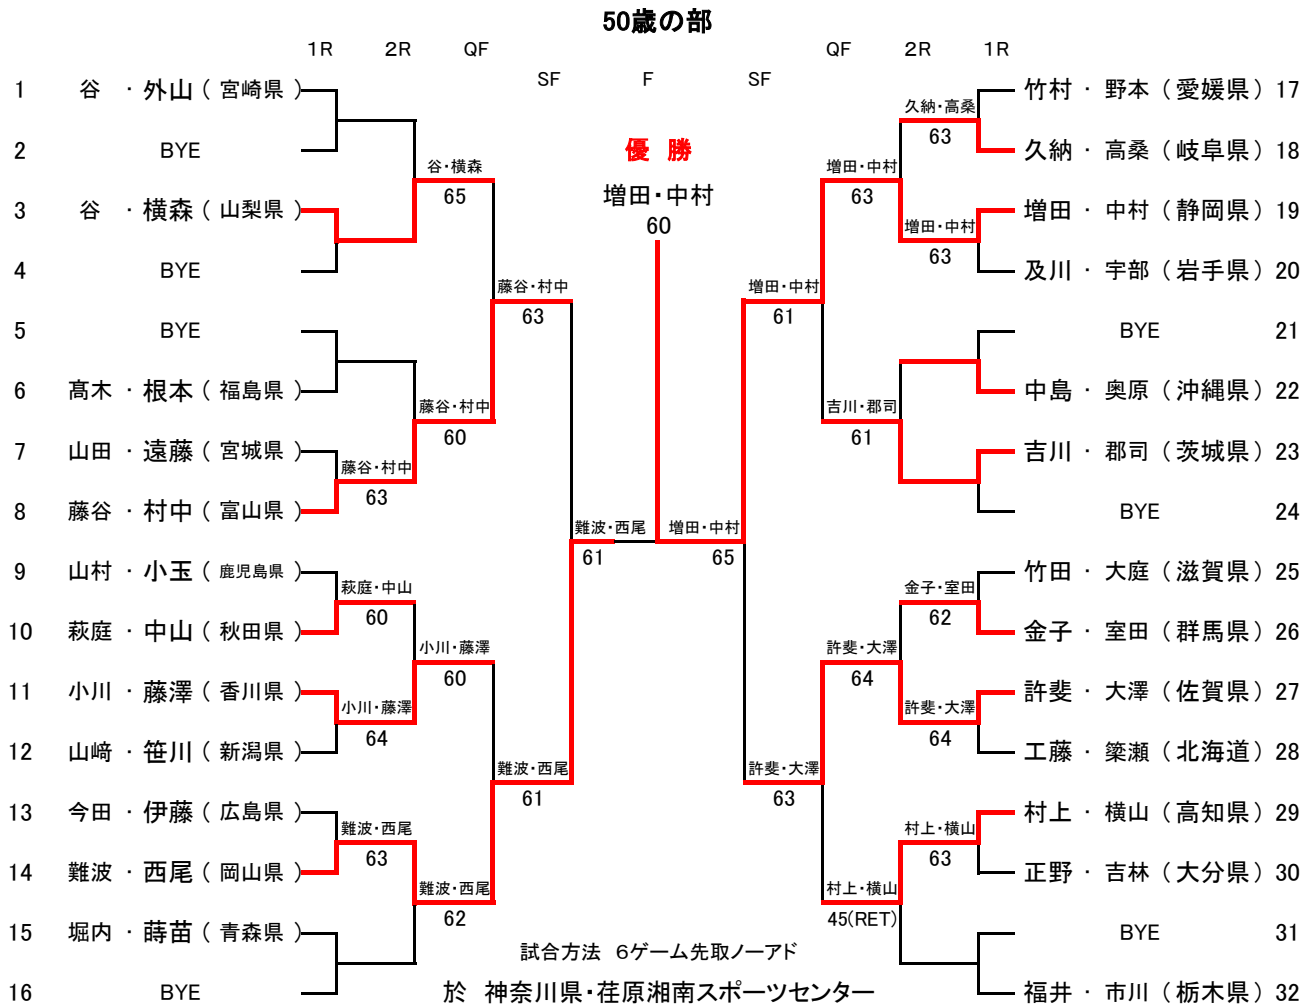 50歳の部
1R 2R QF SF F SF QF 2R 1R
1 谷 ・ 外山 ( 宮崎県 )
2 BYE
3 谷 ・ 横森 ( 山梨県 )
4 BYE
5 BYE
6 髙木 ・ 根本 ( 福島県 )
7 山田 ・ 遠藤 ( 宮城県 )
8 藤谷 ・ 村中 ( 富山県 )
9 山村 ・ 小玉 ( 鹿児島県 )
10 萩庭 ・ 中山 ( 秋田県 )
11 小川 ・ 藤澤 ( 香川県 )
12 山﨑 ・ 笹川 ( 新潟県 )
13 今田 ・ 伊藤 ( 広島県 )
14 難波 ・ 西尾 ( 岡山県 )
15 堀内 ・ 蒔苗 ( 青森県 )
16 BYE
藤谷・村中
63
萩庭・中山
60
小川・藤澤
64
難波・西尾
63
谷・横森
65
藤谷・村中
60
小川・藤澤
60
難波・西尾
62
藤谷・村中
63
難波・西尾
61
難波・西尾
61
優 勝
増田・中村
60
増田・中村
65
増田・中村
61
許斐・大澤
63
増田・中村
63
吉川・郡司
61
許斐・大澤
64
村上・横山
45(RET)
久納・高桑
63
増田・中村
63
金子・室田
62
許斐・大澤
64
村上・横山
63
竹村 ・ 野本 ( 愛媛県 ) 17
久納 ・ 高桑 ( 岐阜県 ) 18
増田 ・ 中村 ( 静岡県 ) 19
及川 ・ 宇部 ( 岩手県 ) 20
BYE 21
中島 ・ 奥原 ( 沖縄県 ) 22
吉川 ・ 郡司 ( 茨城県 ) 23
BYE 24
竹田 ・ 大庭 ( 滋賀県 ) 25
金子 ・ 室田 ( 群馬県 ) 26
許斐 ・ 大澤 ( 佐賀県 ) 27
工藤 ・ 簗瀬 ( 北海道 ) 28
村上 ・ 横山 ( 高知県 ) 29
正野 ・ 吉林 ( 大分県 ) 30
BYE 31
福井 ・ 市川 ( 栃木県 ) 32
試合方法 6ゲーム先取ノーアド
於 神奈川県・荏原湘南スポーツセンター